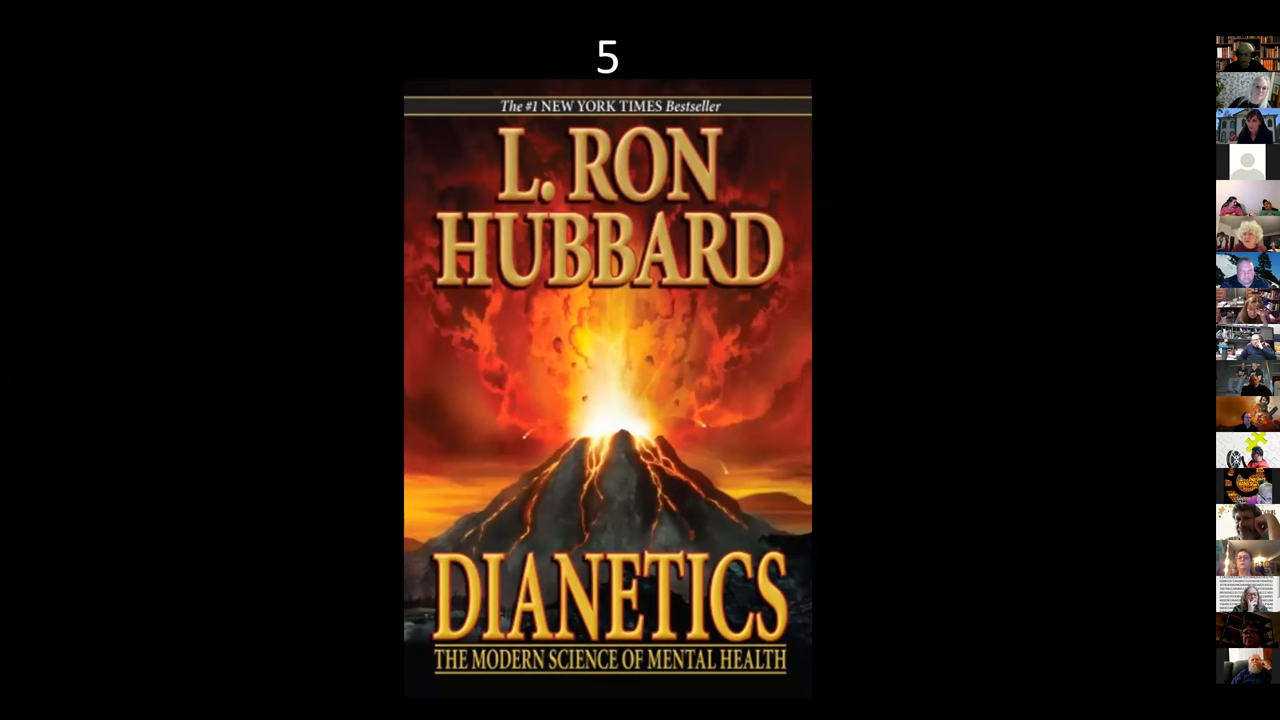 5
The #1 NEW YORK TIMES Bestseller
L. RON
HUBBARD
DIANETICS
THE MODERN SCIENCE OF MENTAL HEALTH